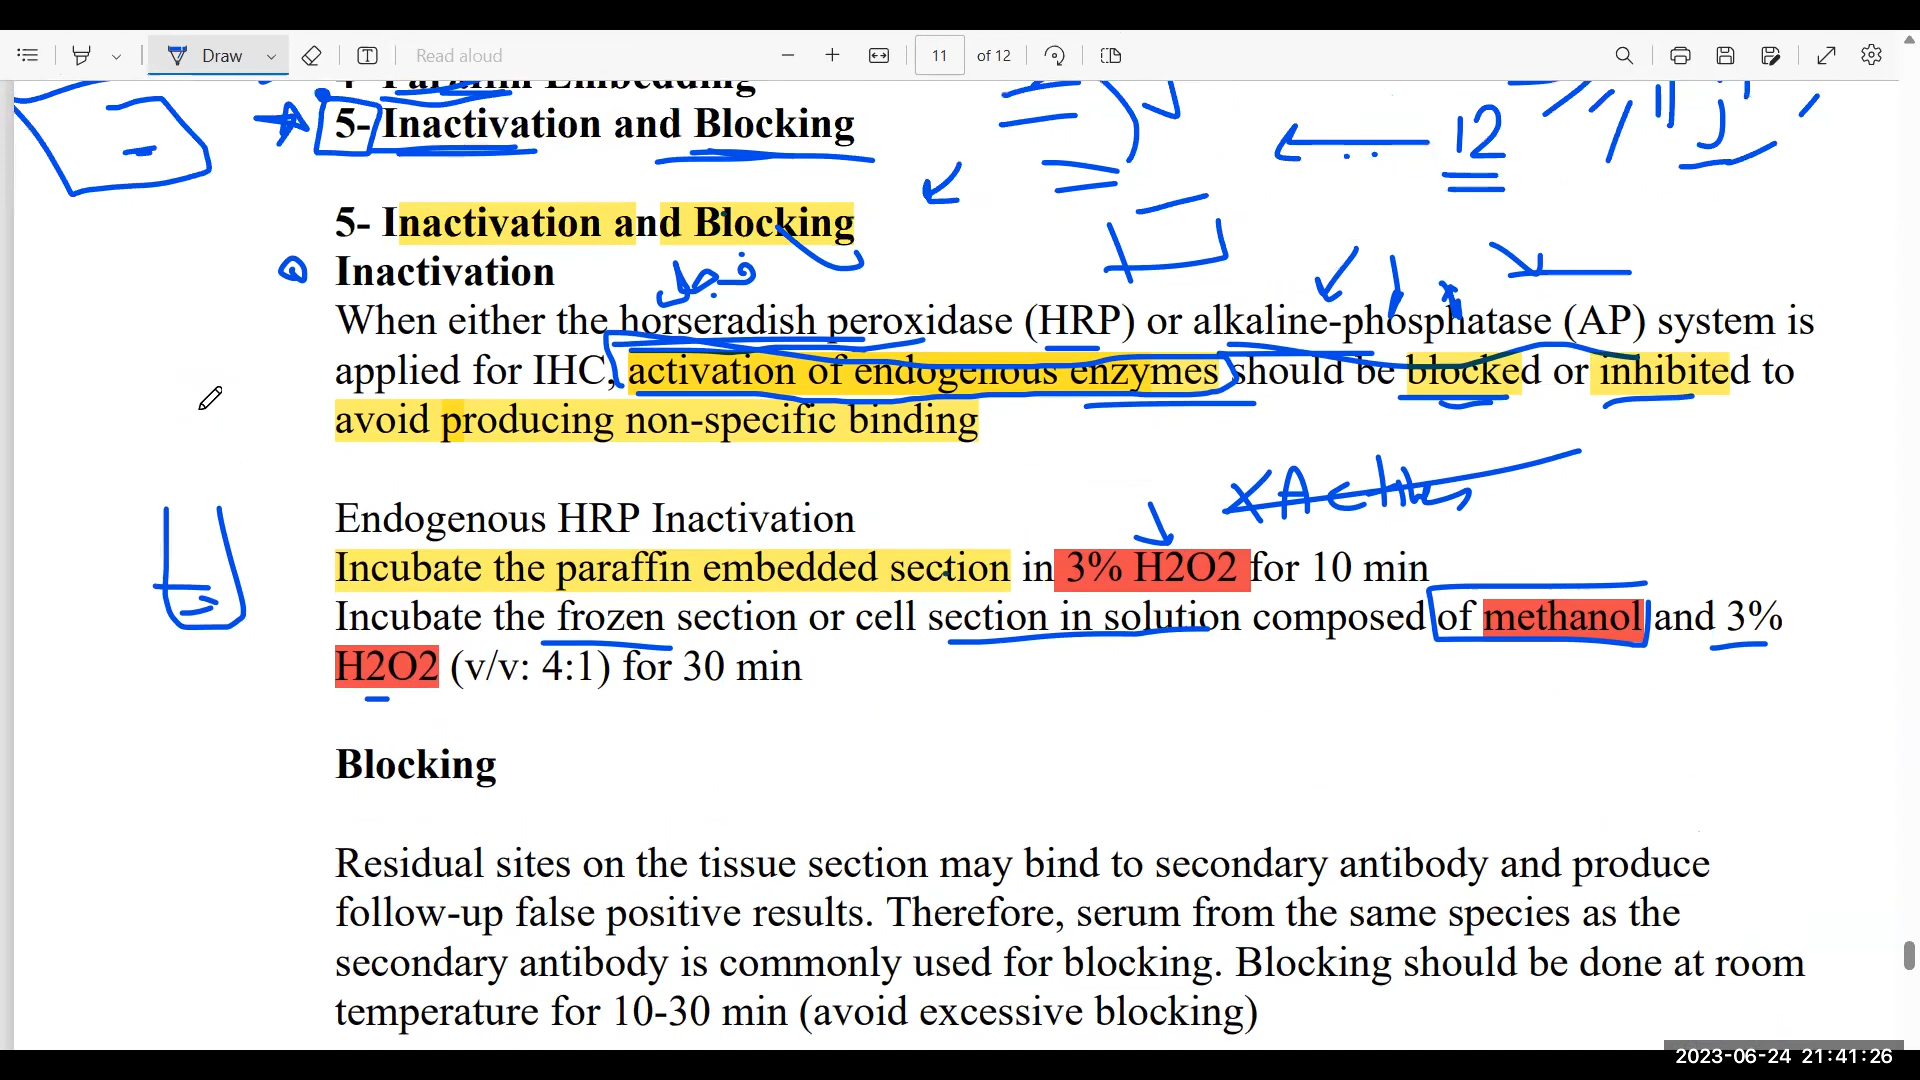 Draw
Read aloud
11 of 12
4- Paraffin Embedding
5- Inactivation and Blocking
12
5- Inactivation and Blocking
Inactivation
When either the horseradish peroxidase (HRP) or alkaline-phosphatase (AP) system is
applied for IHC, activation of endogenous enzymes should be blocked or inhibited to
avoid producing non-specific binding
Endogenous HRP Inactivation
Incubate the paraffin embedded section in 3% H2O2 for 10 min
Incubate the frozen section or cell section in solution composed of methanol and 3%
H2O2 (v/v: 4:1) for 30 min
Blocking
Residual sites on the tissue section may bind to secondary antibody and produce
follow-up false positive results. Therefore, serum from the same species as the
secondary antibody is commonly used for blocking. Blocking should be done at room
temperature for 10-30 min (avoid excessive blocking)
2023-06-24 21:41:26